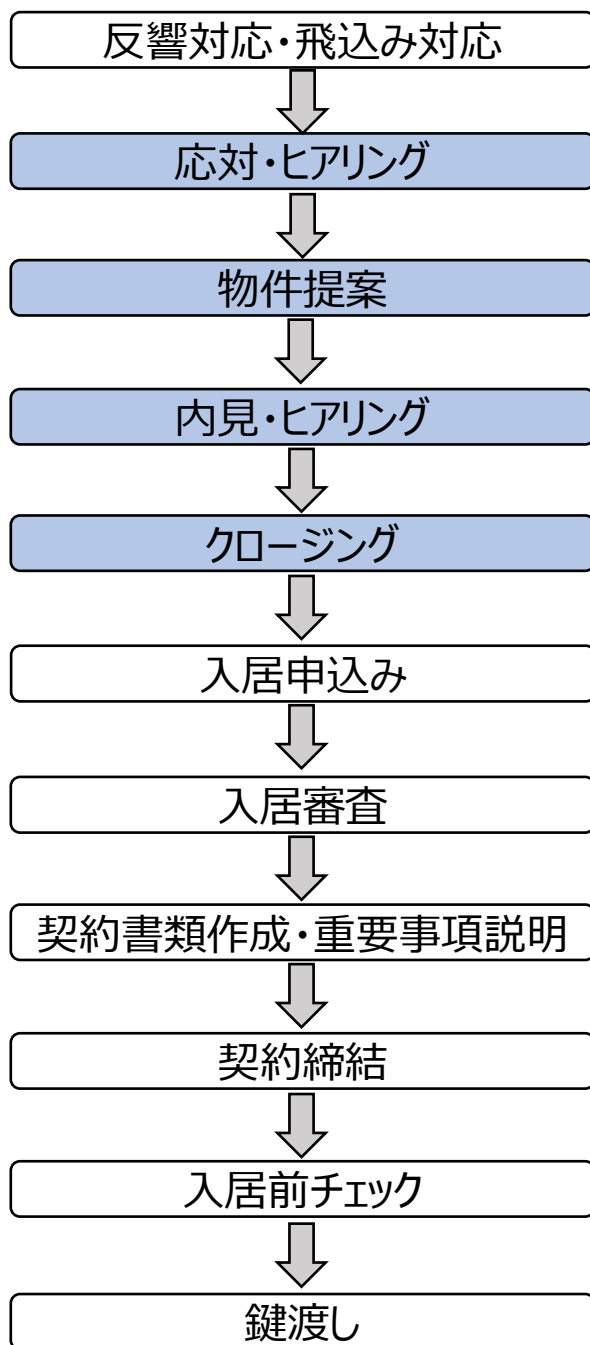 反響対応・飛込み対応
応対・ヒアリング
物件提案
内見・ヒアリング
クロージング
入居申込み
入居審査
契約書類作成・重要事項説明
契約締結
入居前チェック
鍵渡し